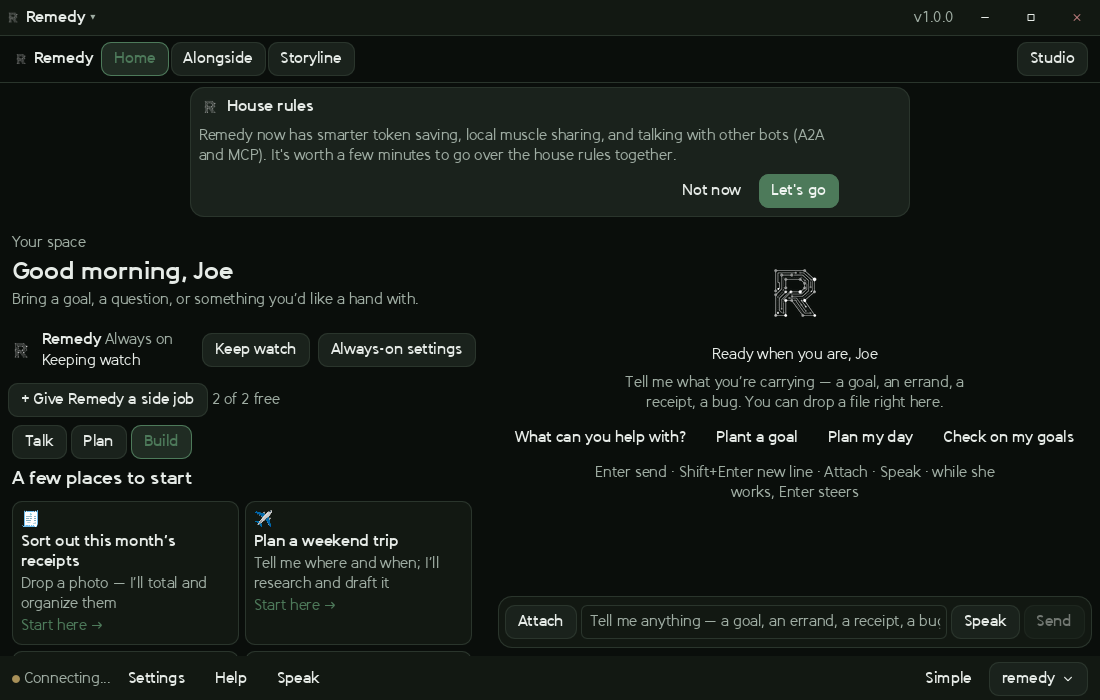 Remedy ▾
v1.0.0
Remedy
Home
Alongside
Storyline
Studio
House rules
Remedy now has smarter token saving, local muscle sharing, and talking with other bots (A2A
and MCP). It's worth a few minutes to go over the house rules together.
Not now
Let's go
Your space
Good morning, Joe
Bring a goal, a question, or something you'd like a hand with.
Remedy Always on
Keeping watch
Keep watch
Always-on settings
+ Give Remedy a side job
2 of 2 free
Talk
Plan
Build
A few places to start
Sort out this month's
receipts
Drop a photo — I'll total and
organize them
Start here →
Plan a weekend trip
Tell me where and when; I'll
research and draft it
Start here →
Ready when you are, Joe
Tell me what you're carrying — a goal, an errand, a
receipt, a bug. You can drop a file right here.
What can you help with?
Plant a goal
Plan my day
Check on my goals
Enter send · Shift+Enter new line · Attach · Speak · while she
works, Enter steers
Attach
Tell me anything — a goal, an errand, a receipt, a bug
Speak
Send
Connecting...
Settings
Help
Speak
Simple
remedy